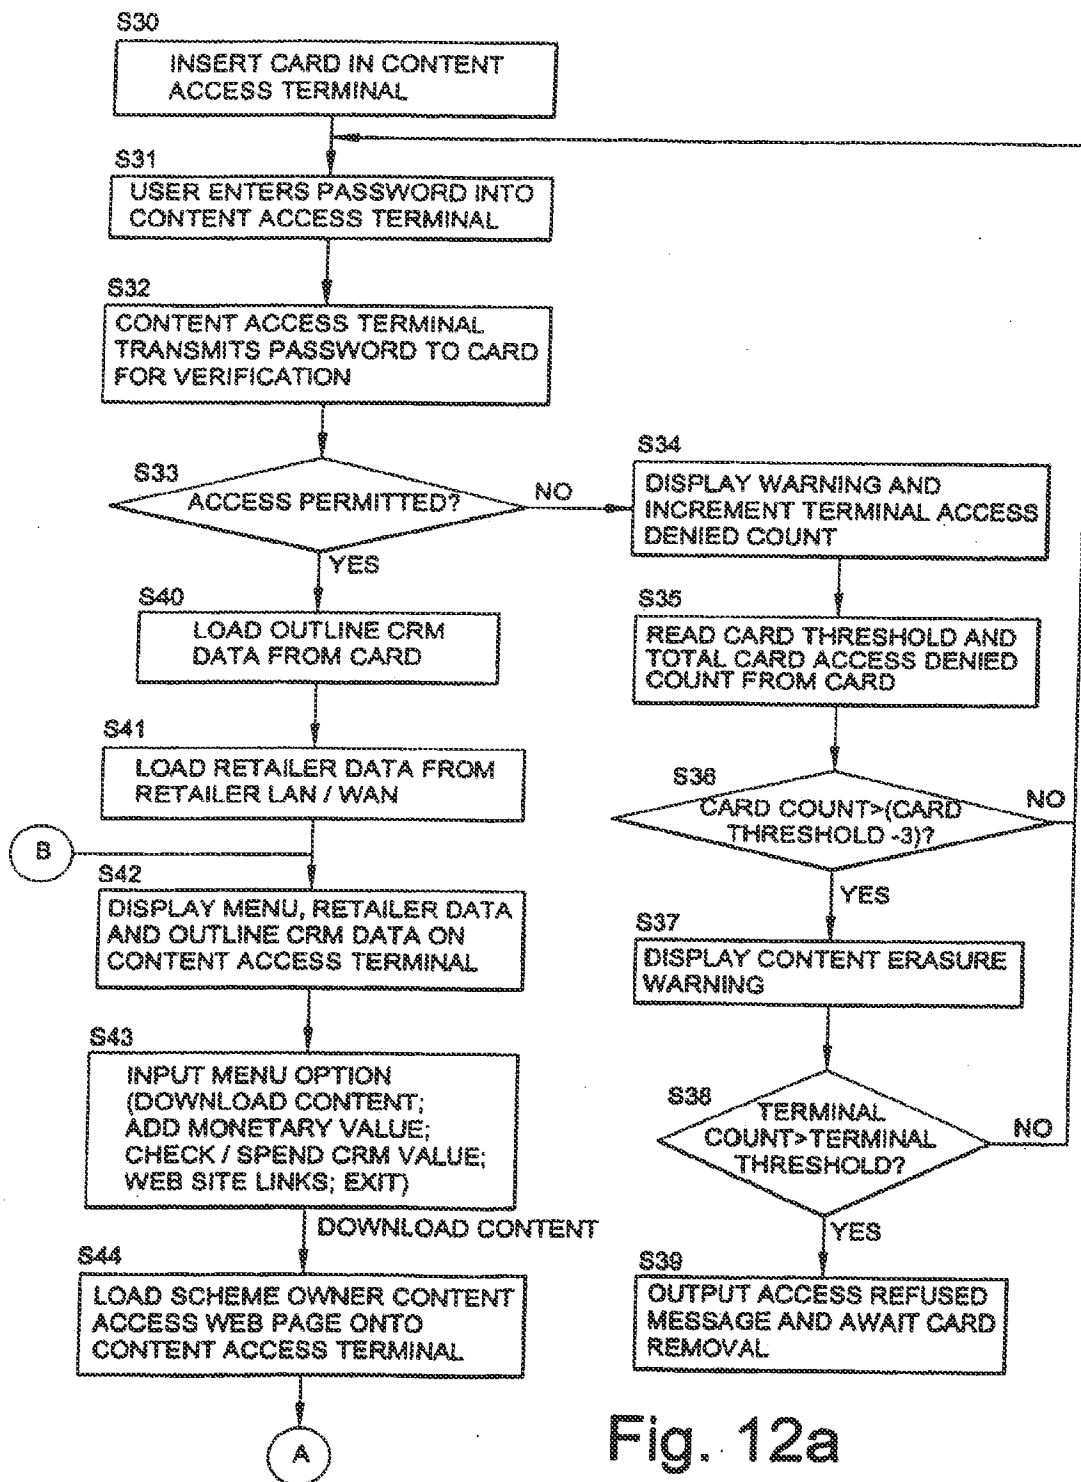 S30
INSERT CARD IN CONTENT
ACCESS TERMINAL
S31
USER ENTERS PASSWORD INTO
CONTENT ACCESS TERMINAL
S32
CONTENT ACCESS TERMINAL
TRANSMITS PASSWORD TO CARD
FOR VERIFICATION
S33
ACCESS PERMITTED?
NO
YES
S34
DISPLAY WARNING AND
INCREMENT TERMINAL ACCESS
DENIED COUNT
S35
READ CARD THRESHOLD AND
TOTAL CARD ACCESS DENIED
COUNT FROM CARD
S36
CARD COUNT>(CARD
THRESHOLD -3)?
NO
YES
S37
DISPLAY CONTENT ERASURE
WARNING
S38
TERMINAL
COUNT>TERMINAL
THRESHOLD?
NO
YES
S39
OUTPUT ACCESS REFUSED
MESSAGE AND AWAIT CARD
REMOVAL
S40
LOAD OUTLINE CRM
DATA FROM CARD
S41
LOAD RETAILER DATA FROM
RETAILER LAN / WAN
B
S42
DISPLAY MENU, RETAILER DATA
AND OUTLINE CRM DATA ON
CONTENT ACCESS TERMINAL
S43
INPUT MENU OPTION
(DOWNLOAD CONTENT;
ADD MONETARY VALUE;
CHECK / SPEND CRM VALUE;
WEB SITE LINKS; EXIT)
DOWNLOAD CONTENT
S44
LOAD SCHEME OWNER CONTENT
ACCESS WEB PAGE ONTO
CONTENT ACCESS TERMINAL
A
Fig. 12a